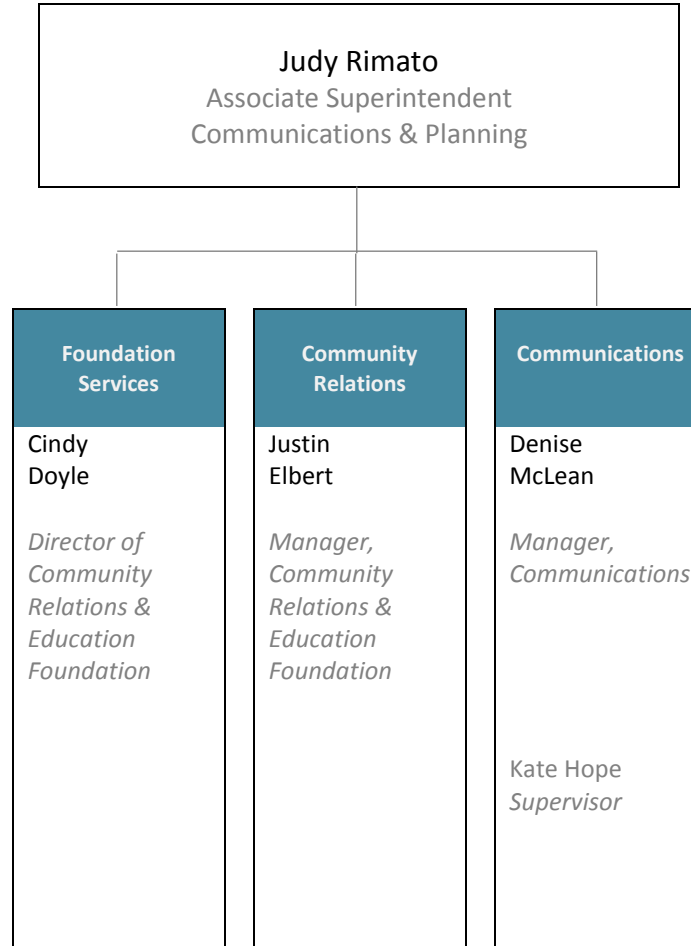 Judy Rimato
Associate Superintendent
Communications & Planning
Foundation
Services
Cindy
Doyle
Director of
Community
Relations &
Education
Foundation
Community
Relations
Justin
Elbert
Manager,
Community
Relations &
Education
Foundation
Communications
Denise
McLean
Manager,
Communications
Kate Hope
Supervisor